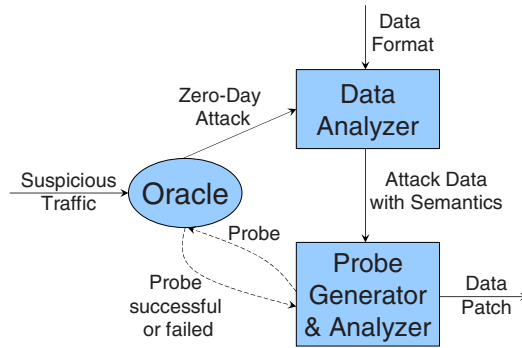 Data
Format
Zero-Day
Attack
Data
Analyzer
Suspicious
Traffic
Oracle
Attack Data
with Semantics
Probe
Probe
successful
or failed
Probe
Generator
& Analyzer
Data
Patch